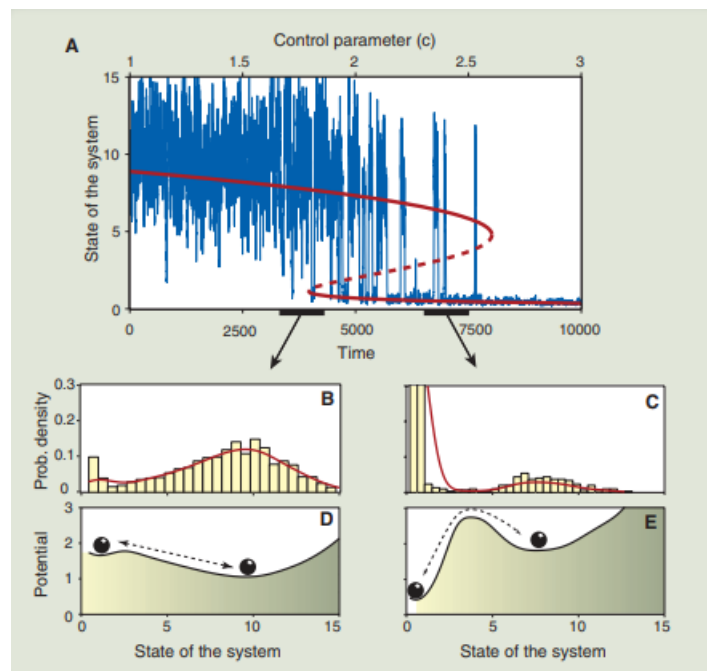 A
Control parameter (c)
1 1.5 2 2.5 3
State of the system
15
10
5
0
0 2500 5000 7500 10000
Time
B
Prob. density
0.3
0.2
0.1
0
C
D
Potential
3
2
1
0
0 5 10 15
State of the system
E
0 5 10 15
State of the system